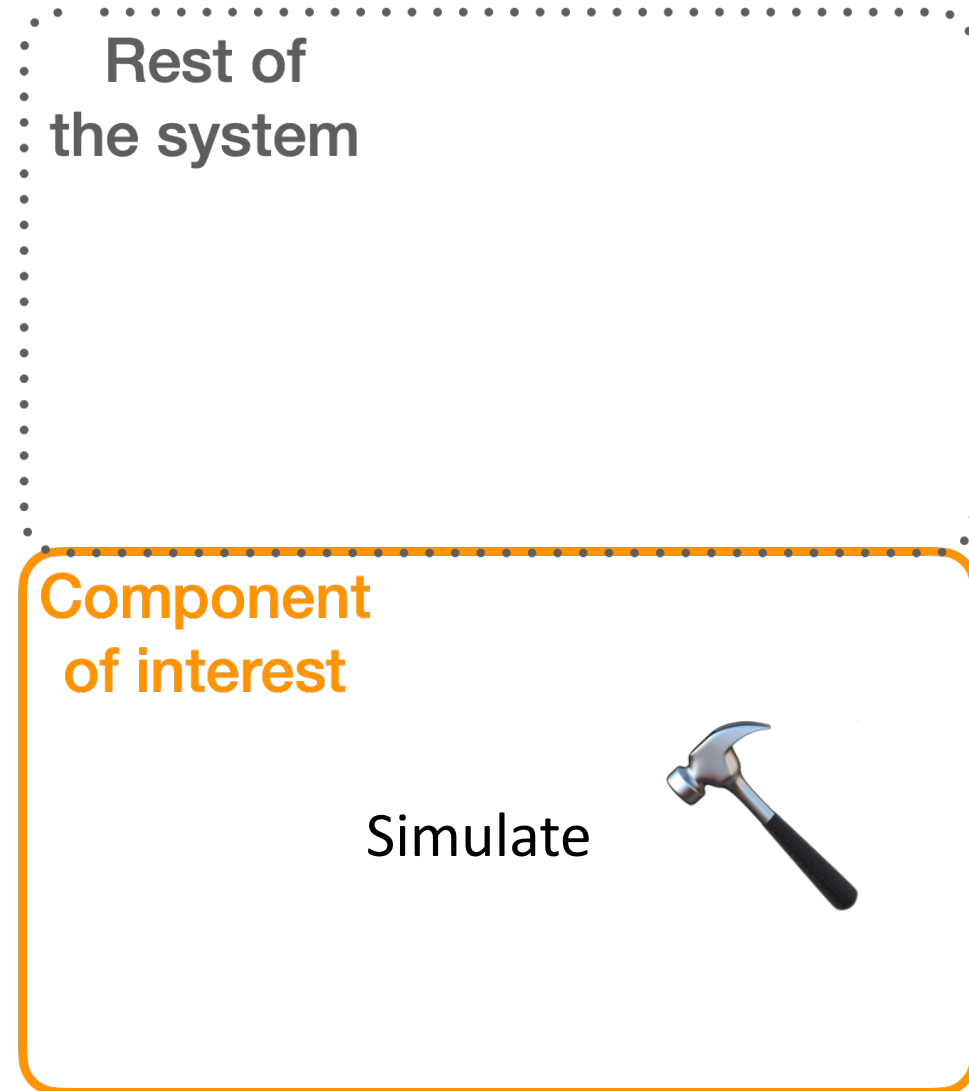 Rest of
the system
Component
of interest
Simulate